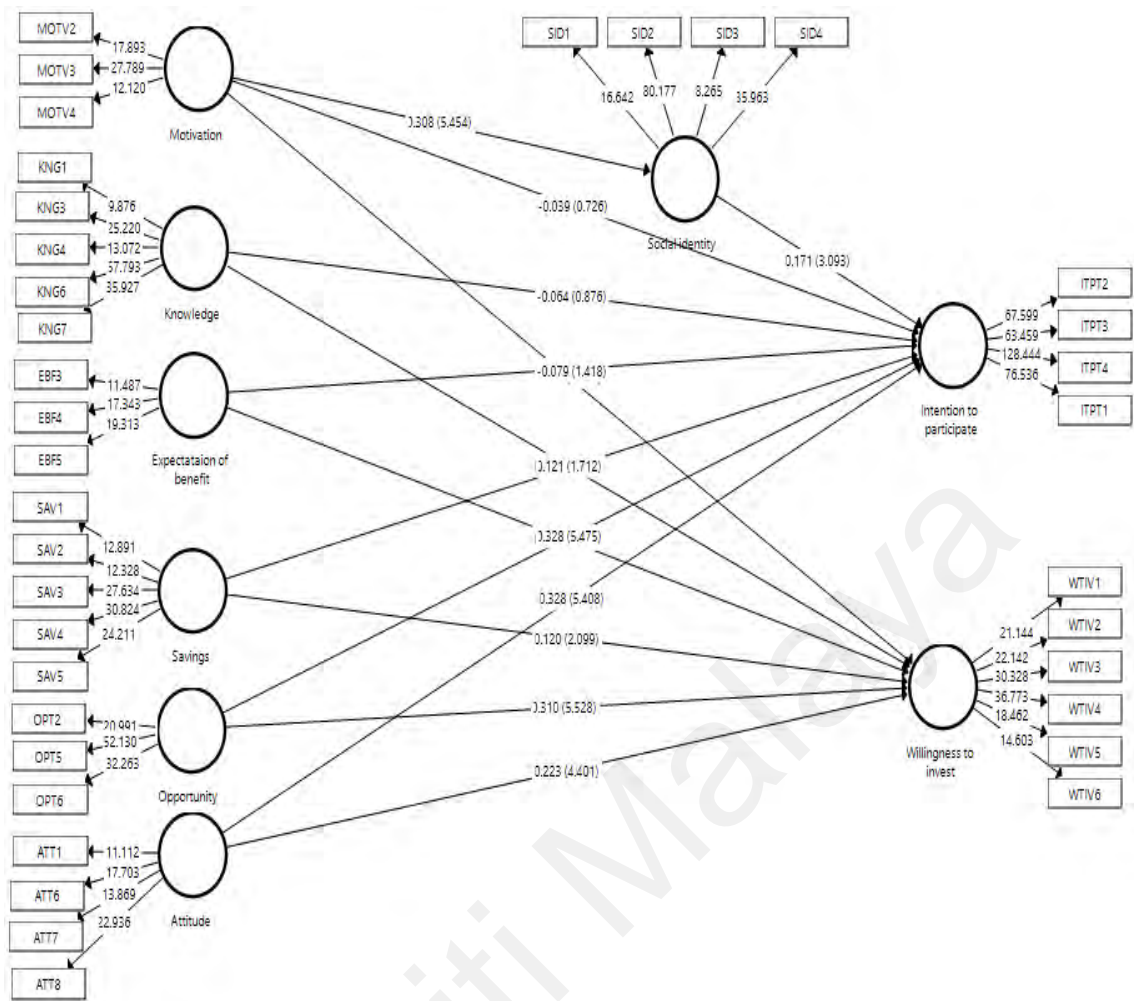 MOTV2
MOTV3
MOTV4
17.893
27.789
12.120
Motivation
SID1
SID2
SID3
SID4
16.642
80.177
8.265
35.963
Social identity
0.308 (5.454)
-0.039 (0.726)
0.171 (3.093)
KNG1
KNG3
KNG4
KNG6
KNG7
9.876
25.220
13.072
57.793
35.927
Knowledge
-0.064 (0.876)
EBF3
EBF4
EBF5
11.487
17.343
19.313
Expectataion of
benefit
-0.079 (1.418)
ITPT2
ITPT3
ITPT4
ITPT1
67.599
63.459
128.444
76.536
Intention to
participate
SAV1
SAV2
SAV3
SAV4
SAV5
12.891
12.328
27.634
30.824
24.211
Savings
0.121 (1.712)
0.328 (5.475)
0.328 (5.408)
0.120 (2.099)
OPT2
OPT5
OPT6
20.991
52.130
32.263
Opportunity
0.310 (5.528)
WTIV1
WTIV2
WTIV3
WTIV4
WTIV5
WTIV6
21.144
22.142
30.328
36.773
18.462
14.603
Willingness to
invest
ATT1
ATT6
ATT7
ATT8
11.112
17.703
13.869
22.936
Attitude
0.223 (4.401)
iti Malaya